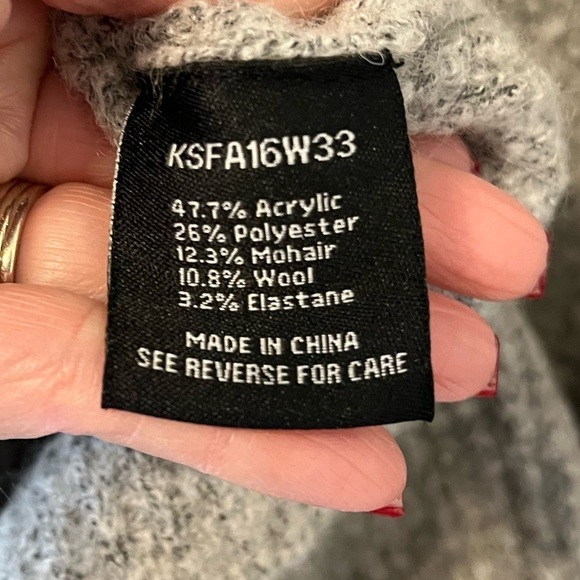 KSFA16W33
47.7% Acrylic
26% Polyester
12.3% Mohair
10.8% Wool
3.2% Elastane
MADE IN CHINA
SEE REVERSE FOR CARE